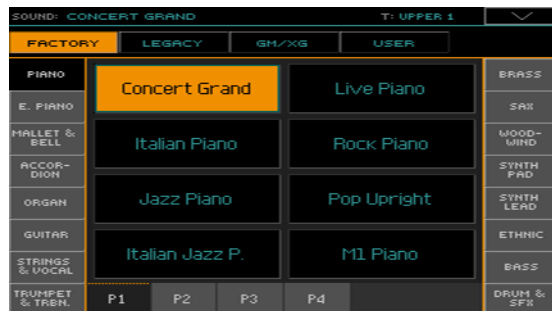 SOUND: CONCERT GRAND T: UPPER 1
FACTORY LEGACY GM/XG USER
PIANO
E. PIANO
MALLET &
BELL
ACCOR-
DION
ORGAN
GUITAR
STRINGS
& VOCAL
TRUMPET
& TRBN.
Concert Grand Live Piano
Italian Piano Rock Piano
Jazz Piano Pop Upright
Italian Jazz P. M1 Piano
P1 P2 P3 P4
BRASS
SAX
WOOD-
WIND
SYNTH
PAD
SYNTH
LEAD
ETHNIC
BASS
DRUM &
SFX